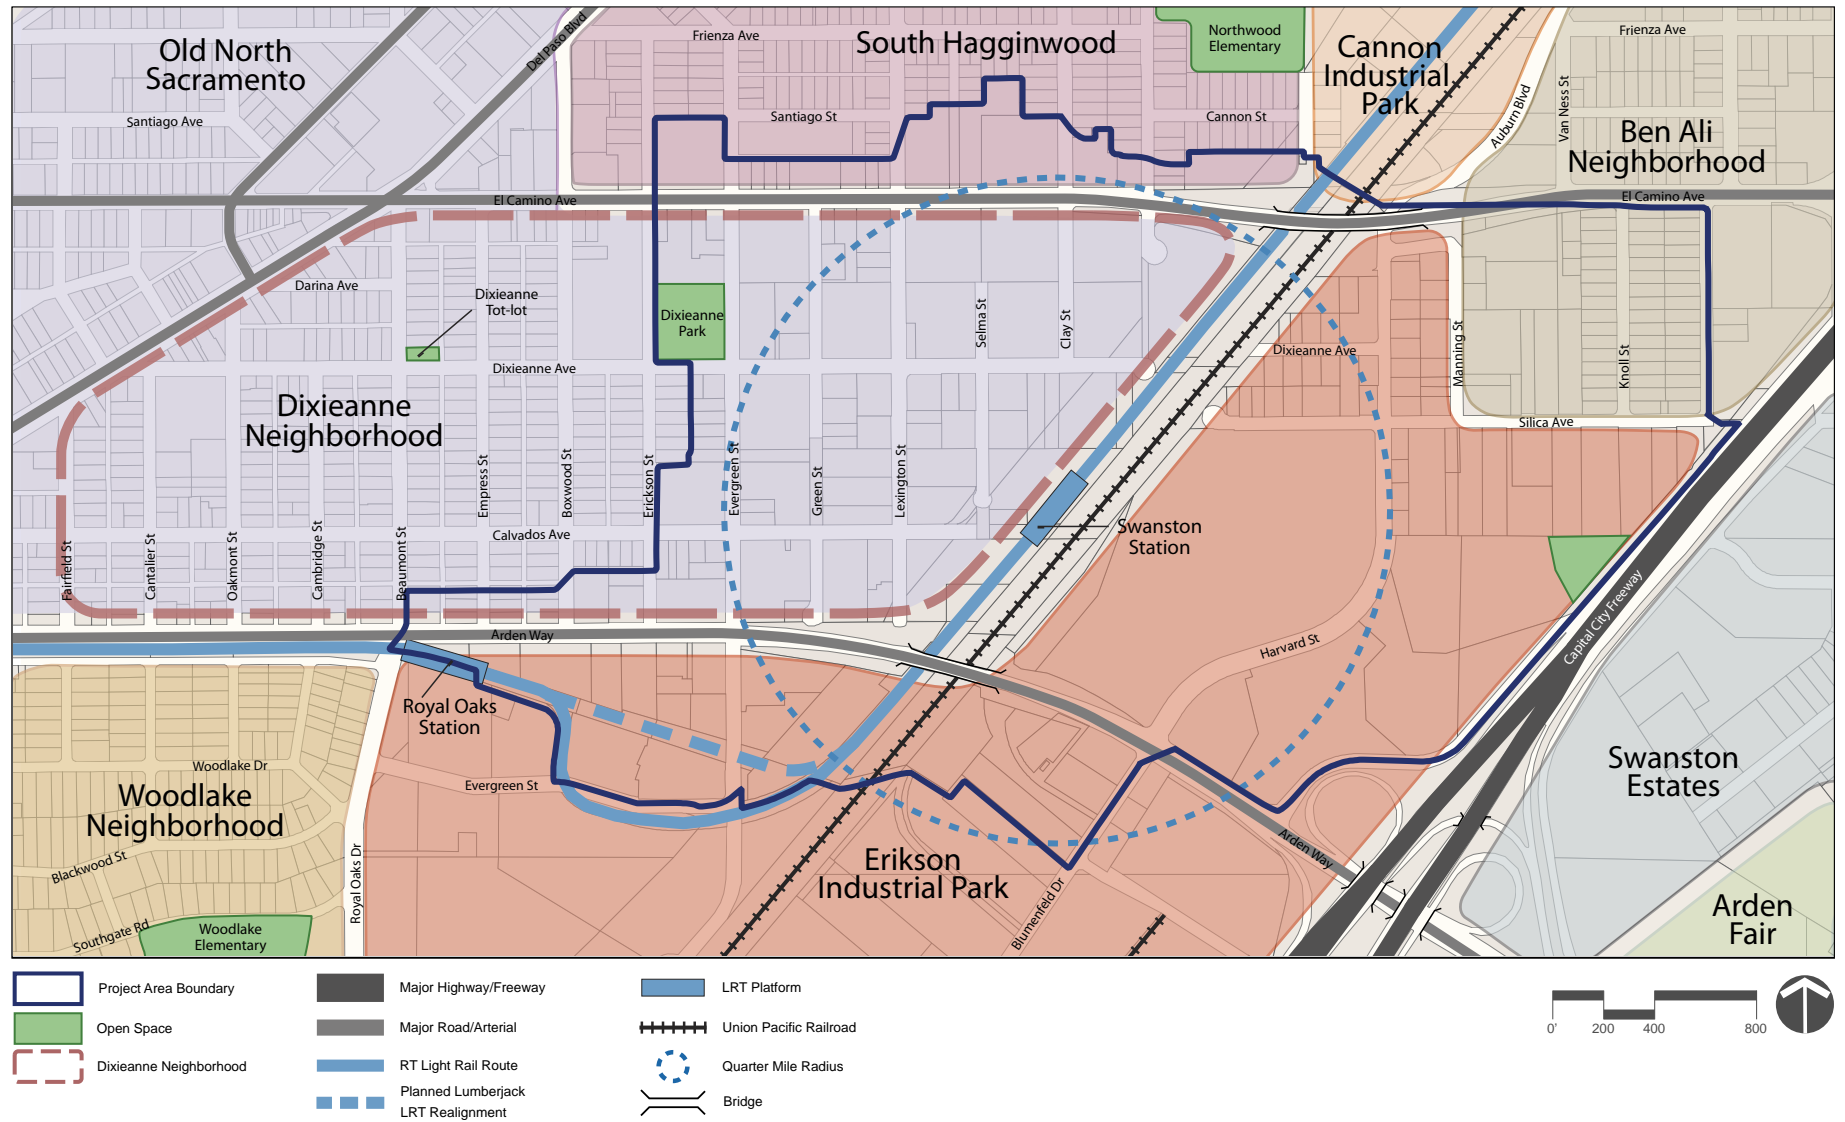 Old North
Sacramento
Del Paso Blvd
Frienza Ave
South Hagginwood
Northwood
Elementary
Cannon
Industrial
Park
Frienza Ave
Santiago Ave
Santiago St
Cannon St
Auburn Blvd
Van Ness St
Ben Ali
Neighborhood
El Camino Ave
El Camino Ave
Darina Ave
Dixieanne
Tot-lot
Dixieanne
Park
Selma St
Clay St
Dixieanne Ave
Manning St
Knoll St
Dixieanne Ave
Dixieanne
Neighborhood
Silica Ave
Empress St
Boxwood St
Erickson St
Evergreen St
Green St
Lexington St
Swanston
Station
Calvados Ave
Fairfield St
Cantalier St
Oakmont St
Cambridge St
Beaumont St
Capital City Freeway
Arden Way
Harvard St
Royal Oaks
Station
Woodlake Dr
Evergreen St
Swanston
Estates
Woodlake
Neighborhood
Blackwood St
Royal Oaks Dr
Erikson
Industrial Park
Arden Way
Blumenfeld Dr
Arden
Fair
Southgate Rd
Woodlake
Elementary
Project Area Boundary
Open Space
Dixieanne Neighborhood
Major Highway/Freeway
Major Road/Arterial
RT Light Rail Route
Planned Lumberjack
LRT Realignment
LRT Platform
Union Pacific Railroad
Quarter Mile Radius
Bridge
0' 200 400 800